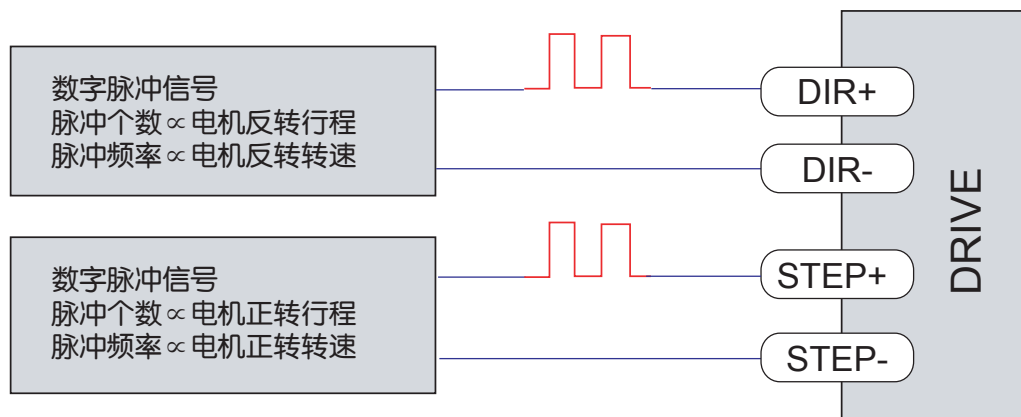 数字脉冲信号
脉冲个数∝电机反转行程
脉冲频率∝电机反转转速
DIR+
DIR-
数字脉冲信号
脉冲个数∝电机正转行程
脉冲频率∝电机正转转速
STEP+
STEP-
DRIVE